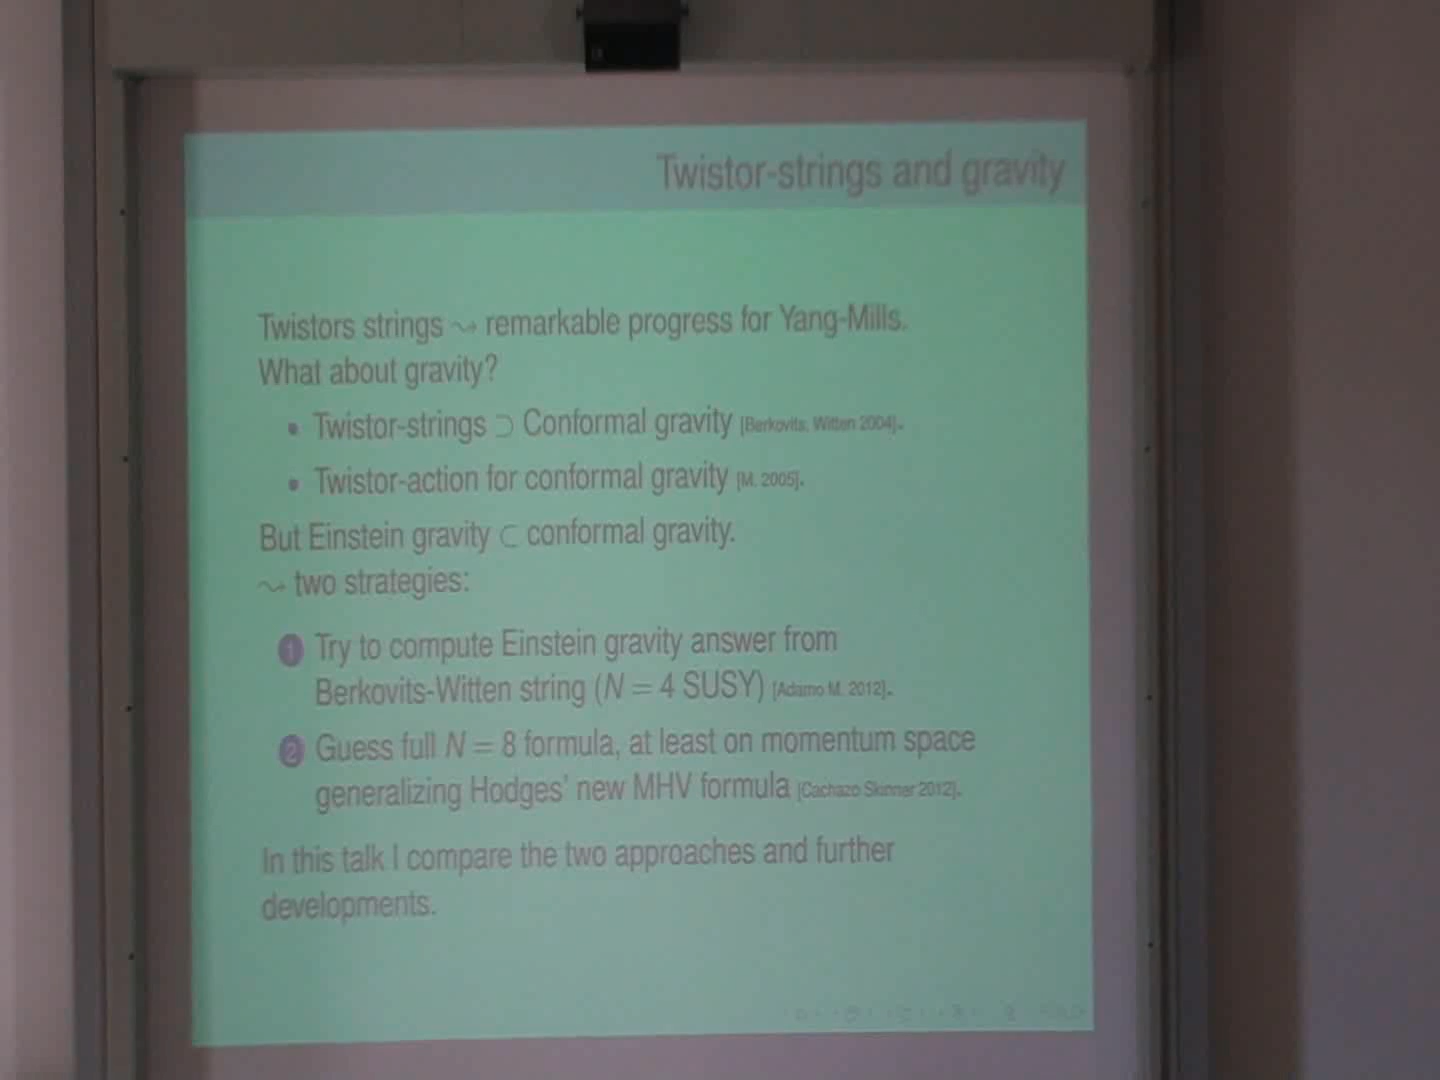 Twistor-strings and gravity
Twistors strings ⇝ remarkable progress for Yang-Mills.
What about gravity?
• Twistor-strings ⊃ Conformal gravity [Berkovits, Witten 2004].
• Twistor-action for conformal gravity [M. 2005].
But Einstein gravity ⊂ conformal gravity.
⇝ two strategies:
1 Try to compute Einstein gravity answer from
Berkovits-Witten string (N = 4 SUSY) [Adamo M. 2012].
2 Guess full N = 8 formula, at least on momentum space
generalizing Hodges' new MHV formula [Cachazo Skinner 2012].
In this talk I compare the two approaches and further
developments.